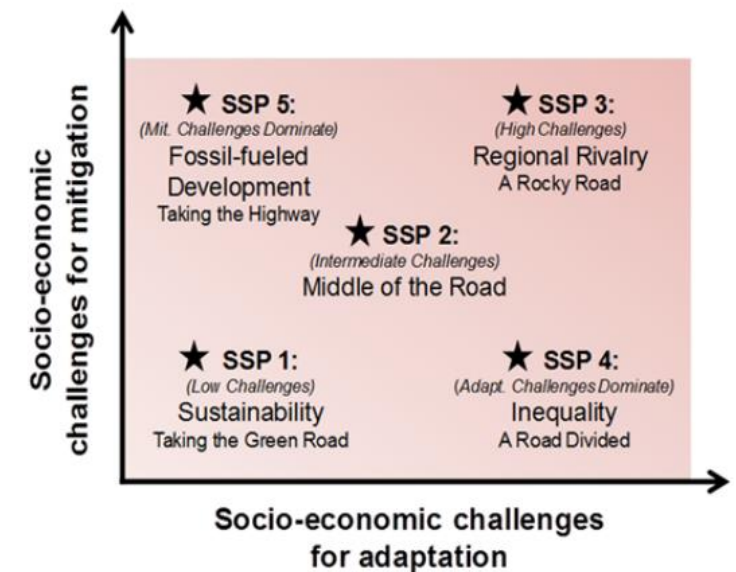 Socio-economic
challenges for mitigation
SSP 5:
(Mit. Challenges Dominate)
Fossil-fueled
Development
Taking the Highway
SSP 3:
(High Challenges)
Regional Rivalry
A Rocky Road
SSP 2:
(Intermediate Challenges)
Middle of the Road
SSP 1:
(Low Challenges)
Sustainability
Taking the Green Road
SSP 4:
(Adapt. Challenges Dominate)
Inequality
A Road Divided
Socio-economic challenges
for adaptation